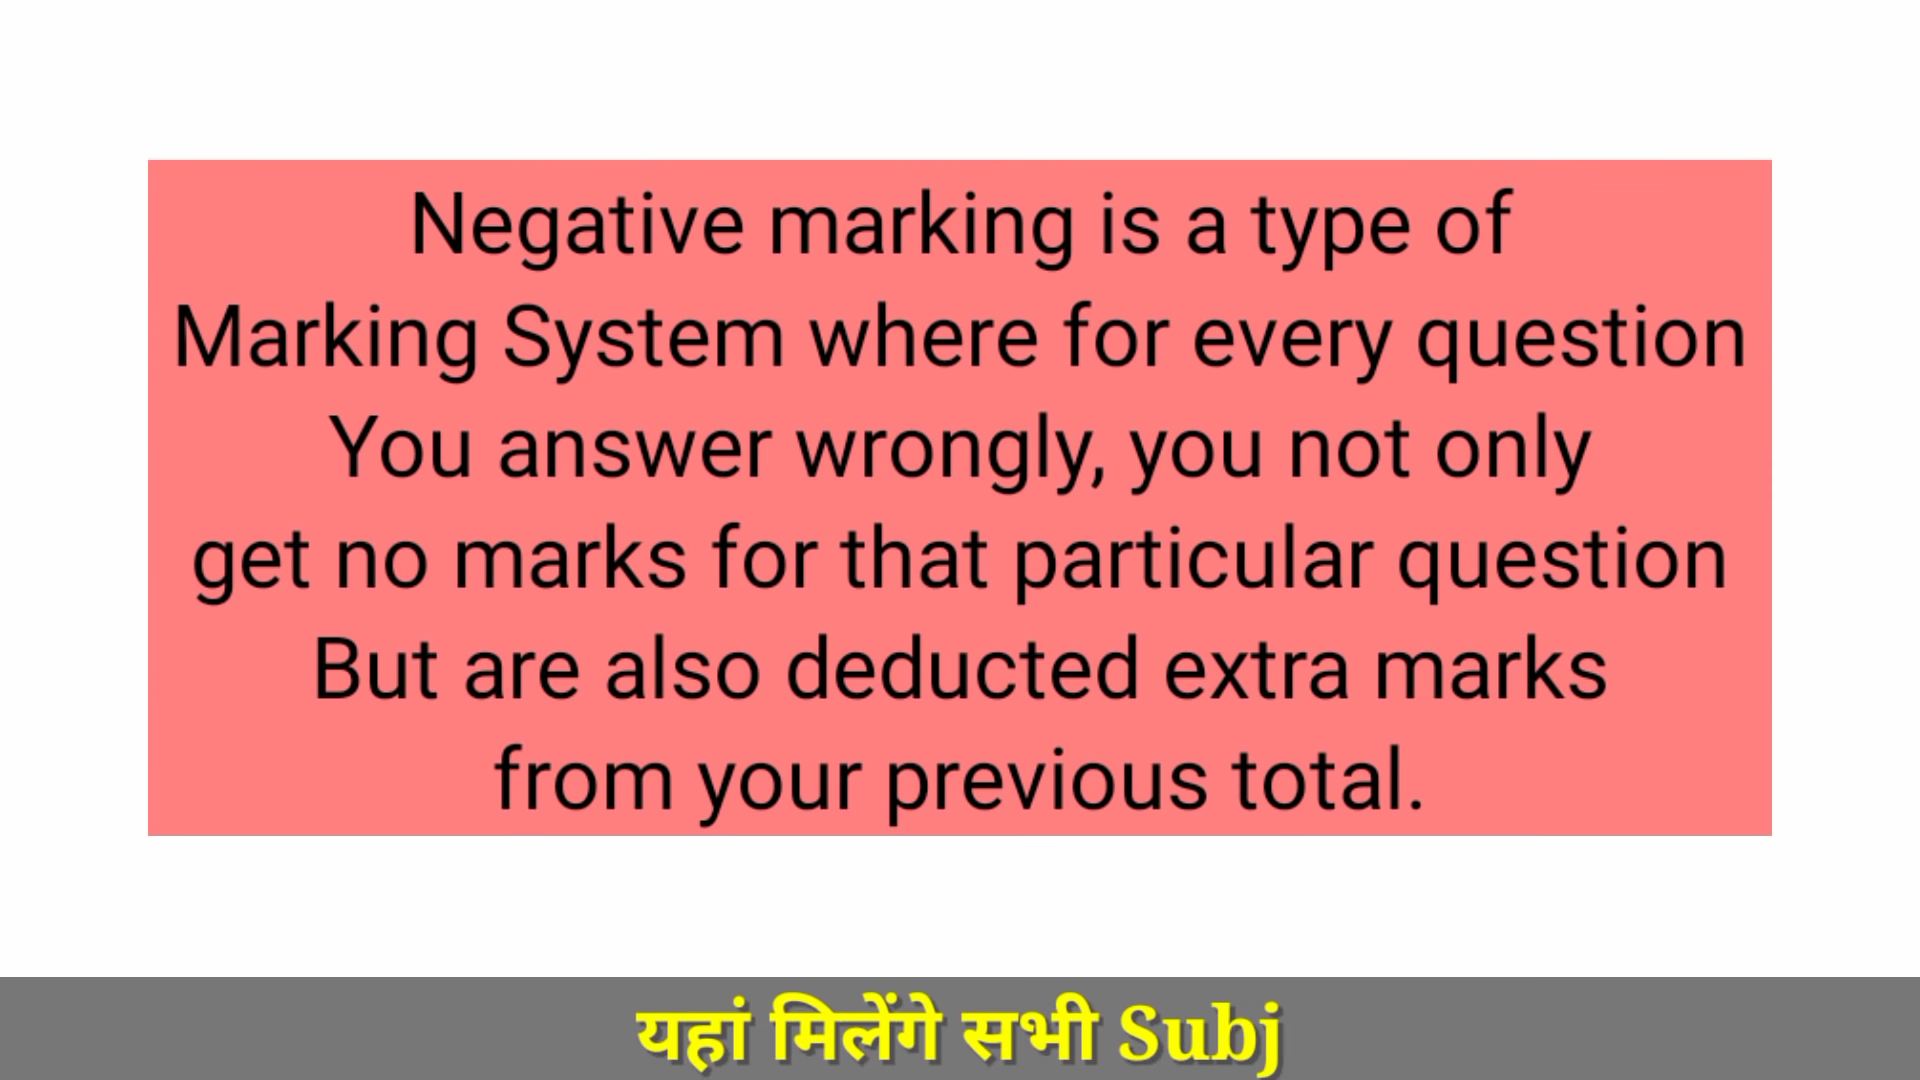 Negative marking is a type of
Marking System where for every question
You answer wrongly, you not only
get no marks for that particular question
But are also deducted extra marks
from your previous total.
यहां मिलेंगे सभी Subj